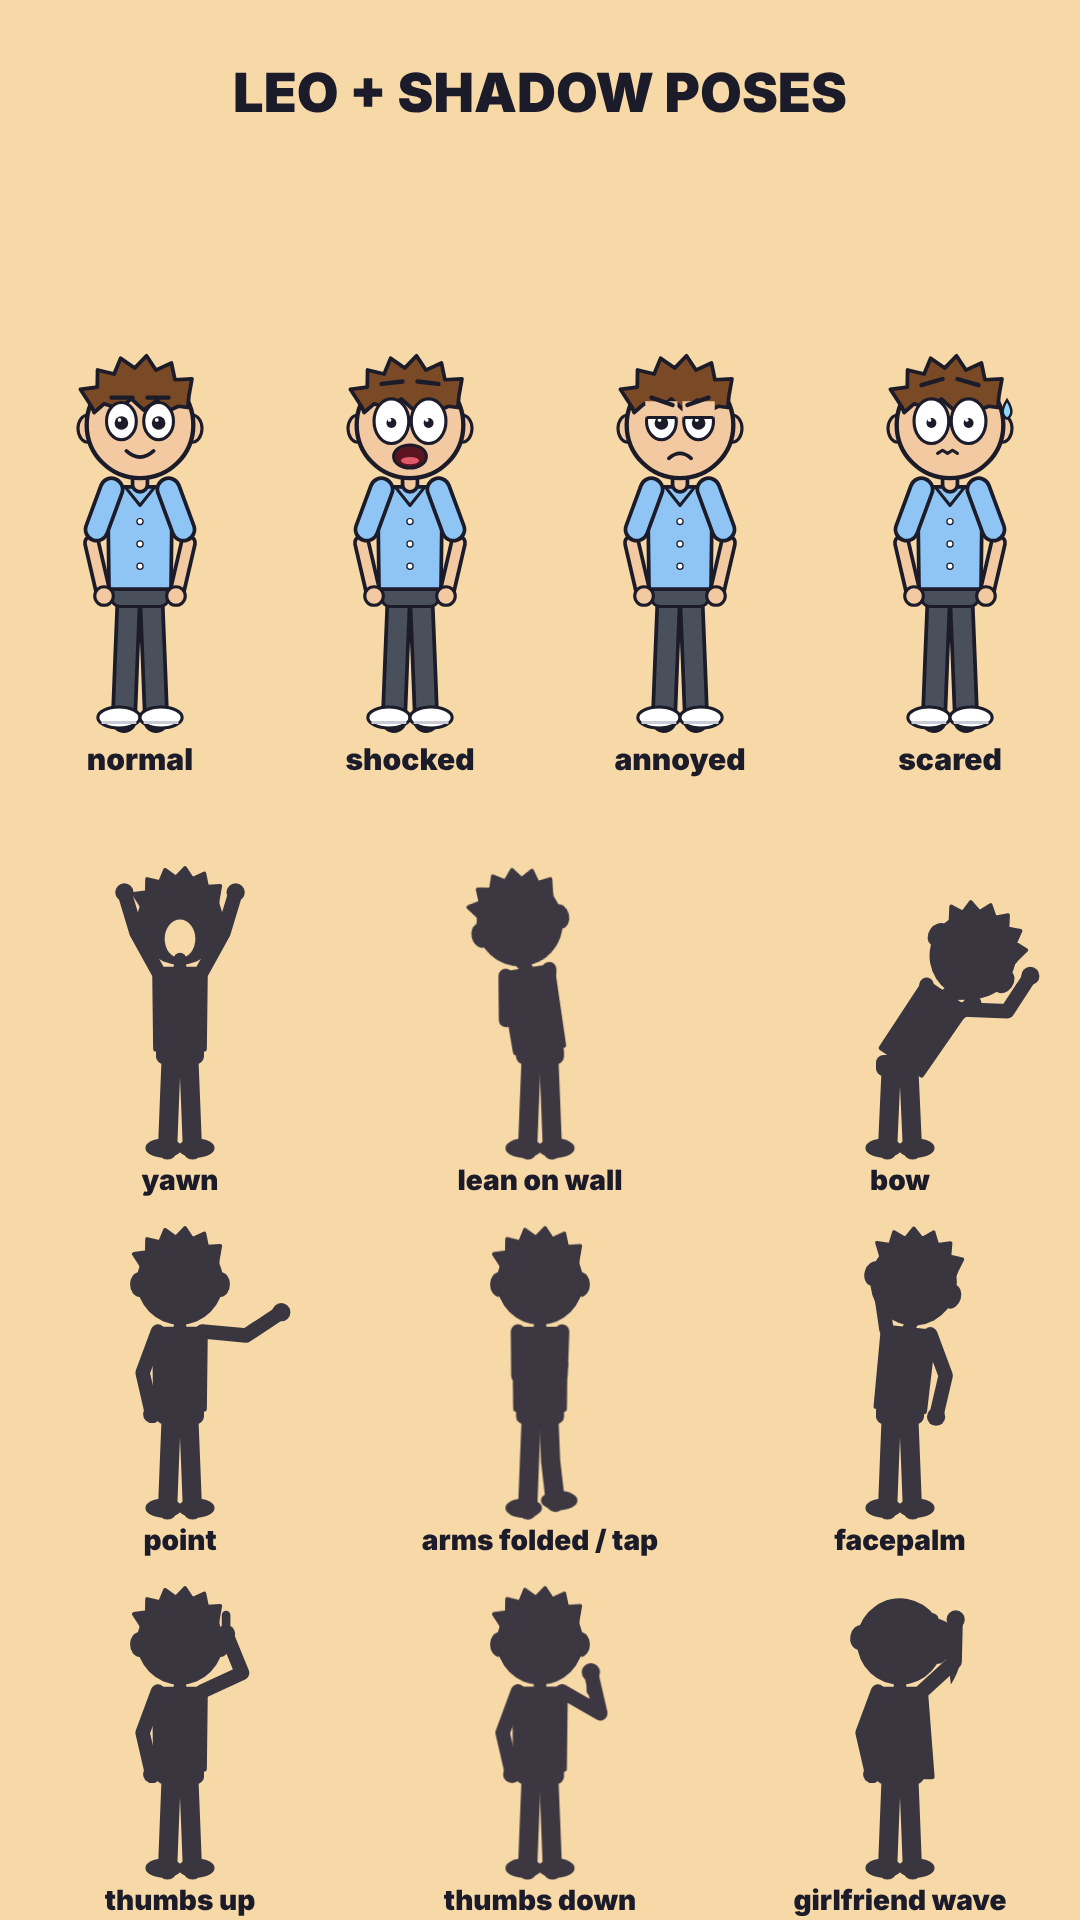 LEO + SHADOW POSES
normal shocked annoyed scared
yawn lean on wall bow
point arms folded / tap facepalm
thumbs up thumbs down girlfriend wave